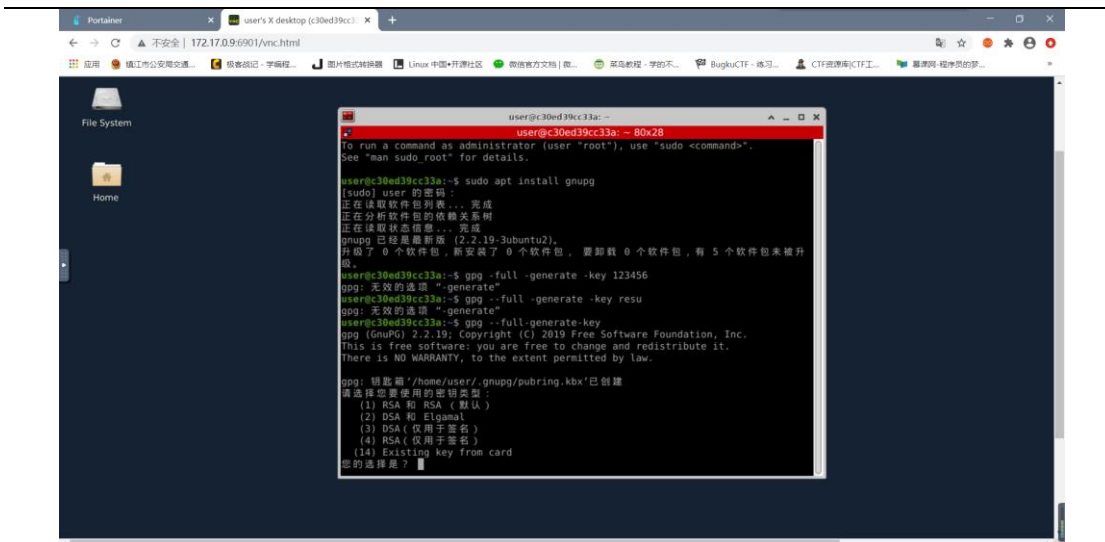 Portainer
user's X desktop (c30ed39cc3
不安全 | 172.17.0.9:6901/vnc.html
应用 镇江市公安局交通... 极客战记 - 学编程... 图片格式转换器 Linux 中国◆开源社区 微信官方文档 | 微... 菜鸟教程 - 学的不... BugkuCTF - 练习... CTF资源库|CTF工... 慕课网-程序员的梦...
File System
Home
user@c30ed39cc33a: ~
user@c30ed39cc33a: ~ 80x28
To run a command as administrator (user "root"), use "sudo <command>".
See "man sudo_root" for details.
user@c30ed39cc33a:~$ sudo apt install gnupg
[sudo] user 的密码：
正在读取软件包列表... 完成
正在分析软件包的依赖关系树
正在读取状态信息... 完成
gnupg 已经是最新版 (2.2.19-3ubuntu2)。
升级了 0 个软件包，新安装了 0 个软件包， 要卸载 0 个软件包，有 5 个软件包未被升
级。
user@c30ed39cc33a:~$ gpg -full -generate -key 123456
gpg: 无效的选项 “-generate”
user@c30ed39cc33a:~$ gpg --full -generate -key resu
gpg: 无效的选项 “-generate”
user@c30ed39cc33a:~$ gpg --full-generate-key
gpg (GnuPG) 2.2.19; Copyright (C) 2019 Free Software Foundation, Inc.
This is free software: you are free to change and redistribute it.
There is NO WARRANTY, to the extent permitted by law.
gpg: 钥匙箱‘/home/user/.gnupg/pubring.kbx’已创建
请选择您要使用的密钥类型：
(1) RSA 和 RSA （默认）
(2) DSA 和 Elgamal
(3) DSA（仅用于签名）
(4) RSA（仅用于签名）
(14) Existing key from card
您的选择是？